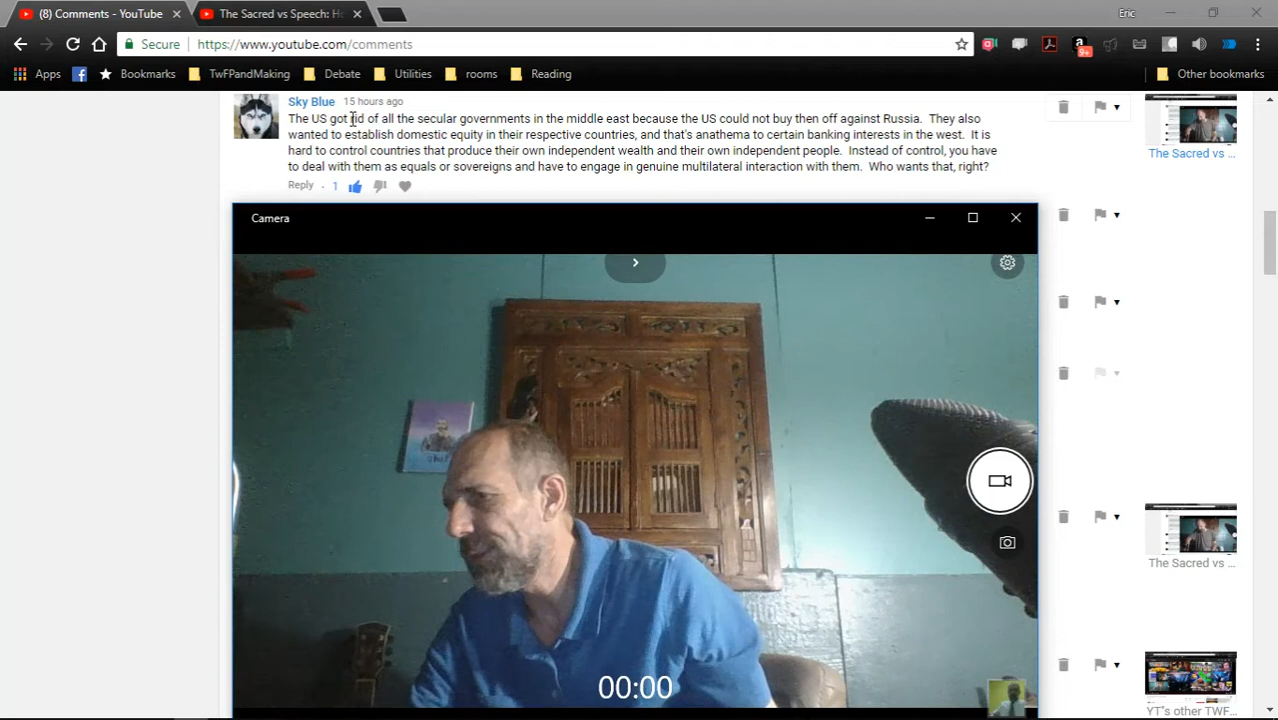 (8) Comments - YouTube
The Sacred vs Speech: H
Eric
Secure
https://www.youtube.com/comments
9+
Apps
Bookmarks
TwFPandMaking
Debate
Utilities
rooms
Reading
Other bookmarks
Sky Blue 15 hours ago
The US got rid of all the secular governments in the middle east because the US could not buy then off against Russia. They also
wanted to establish domestic equity in their respective countries, and that's anathema to certain banking interests in the west. It is
hard to control countries that produce their own independent wealth and their own independent people. Instead of control, you have
to deal with them as equals or sovereigns and have to engage in genuine multilateral interaction with them. Who wants that, right?
Reply · 1
The Sacred vs ...
Camera
The Sacred vs ...
00:00
YT"s other TWF...